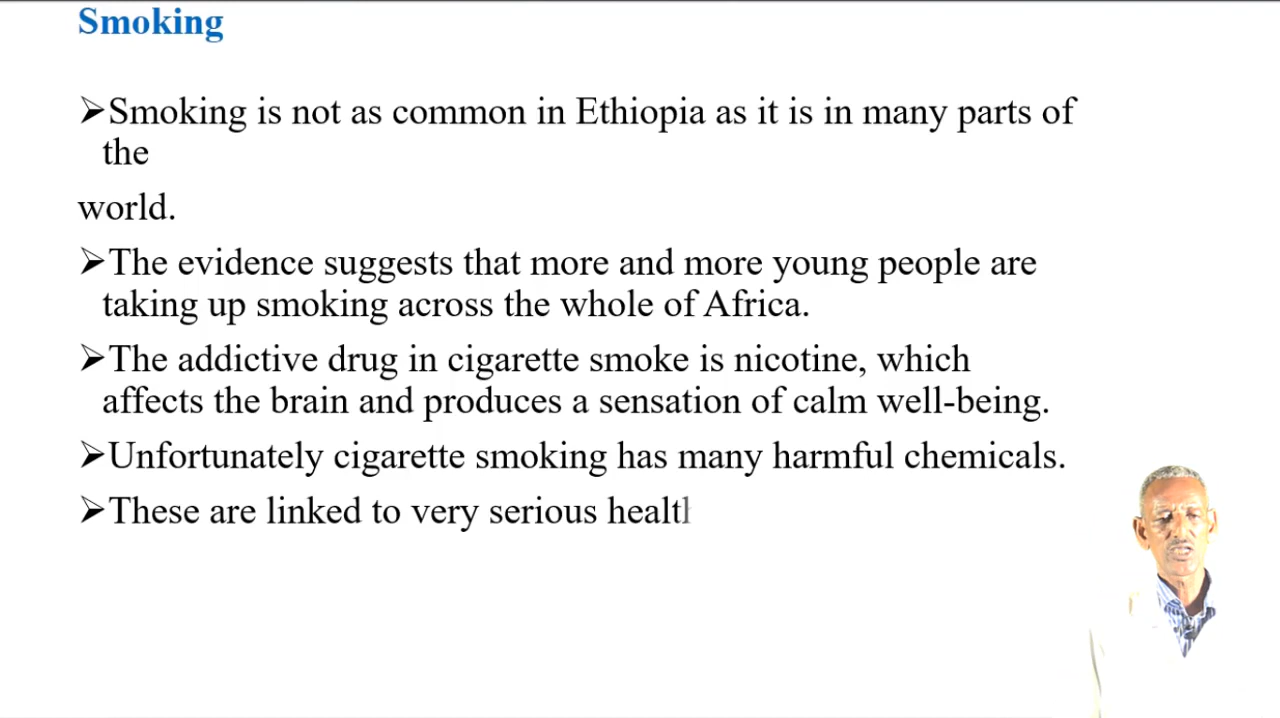 Smoking
➢Smoking is not as common in Ethiopia as it is in many parts of
the
world.
➢The evidence suggests that more and more young people are
taking up smoking across the whole of Africa.
➢The addictive drug in cigarette smoke is nicotine, which
affects the brain and produces a sensation of calm well-being.
➢Unfortunately cigarette smoking has many harmful chemicals.
➢These are linked to very serious